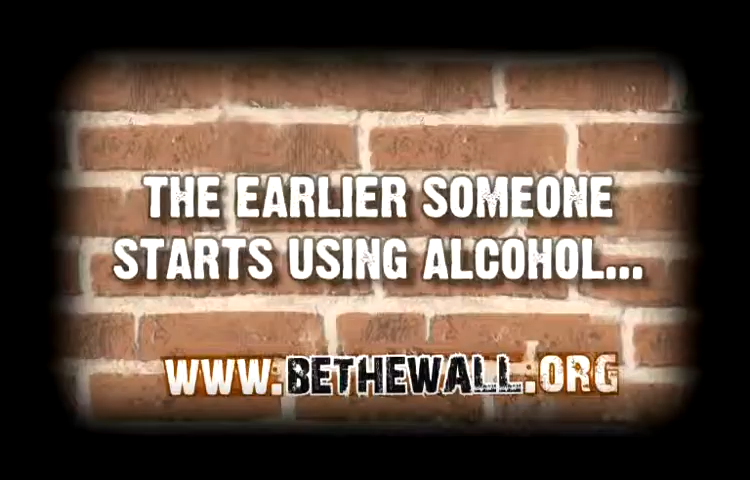 THE EARLIER SOMEONE
STARTS USING ALCOHOL...
WWW.BETHEWALL.ORG